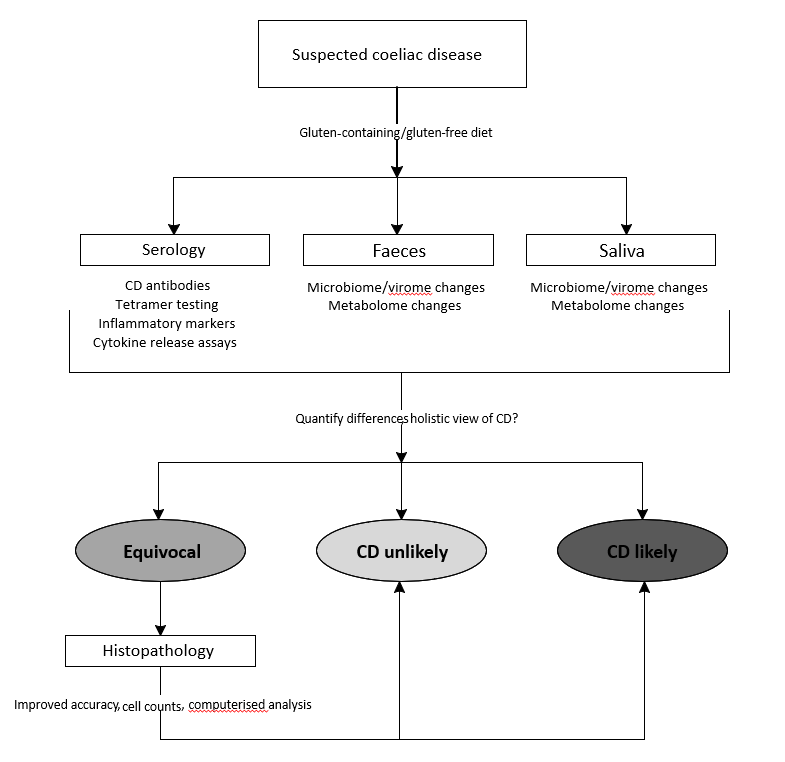 Suspected coeliac disease
Gluten-containing/gluten-free diet
Serology
Faeces
Saliva
CD antibodies
Tetramer testing
Inflammatory markers
Cytokine release assays
Microbiome/virome changes
Metabolome changes
Microbiome/virome changes
Metabolome changes
Quantify differences holistic view of CD?
Equivocal
CD unlikely
CD likely
Histopathology
Improved accuracy, cell counts, computerised analysis